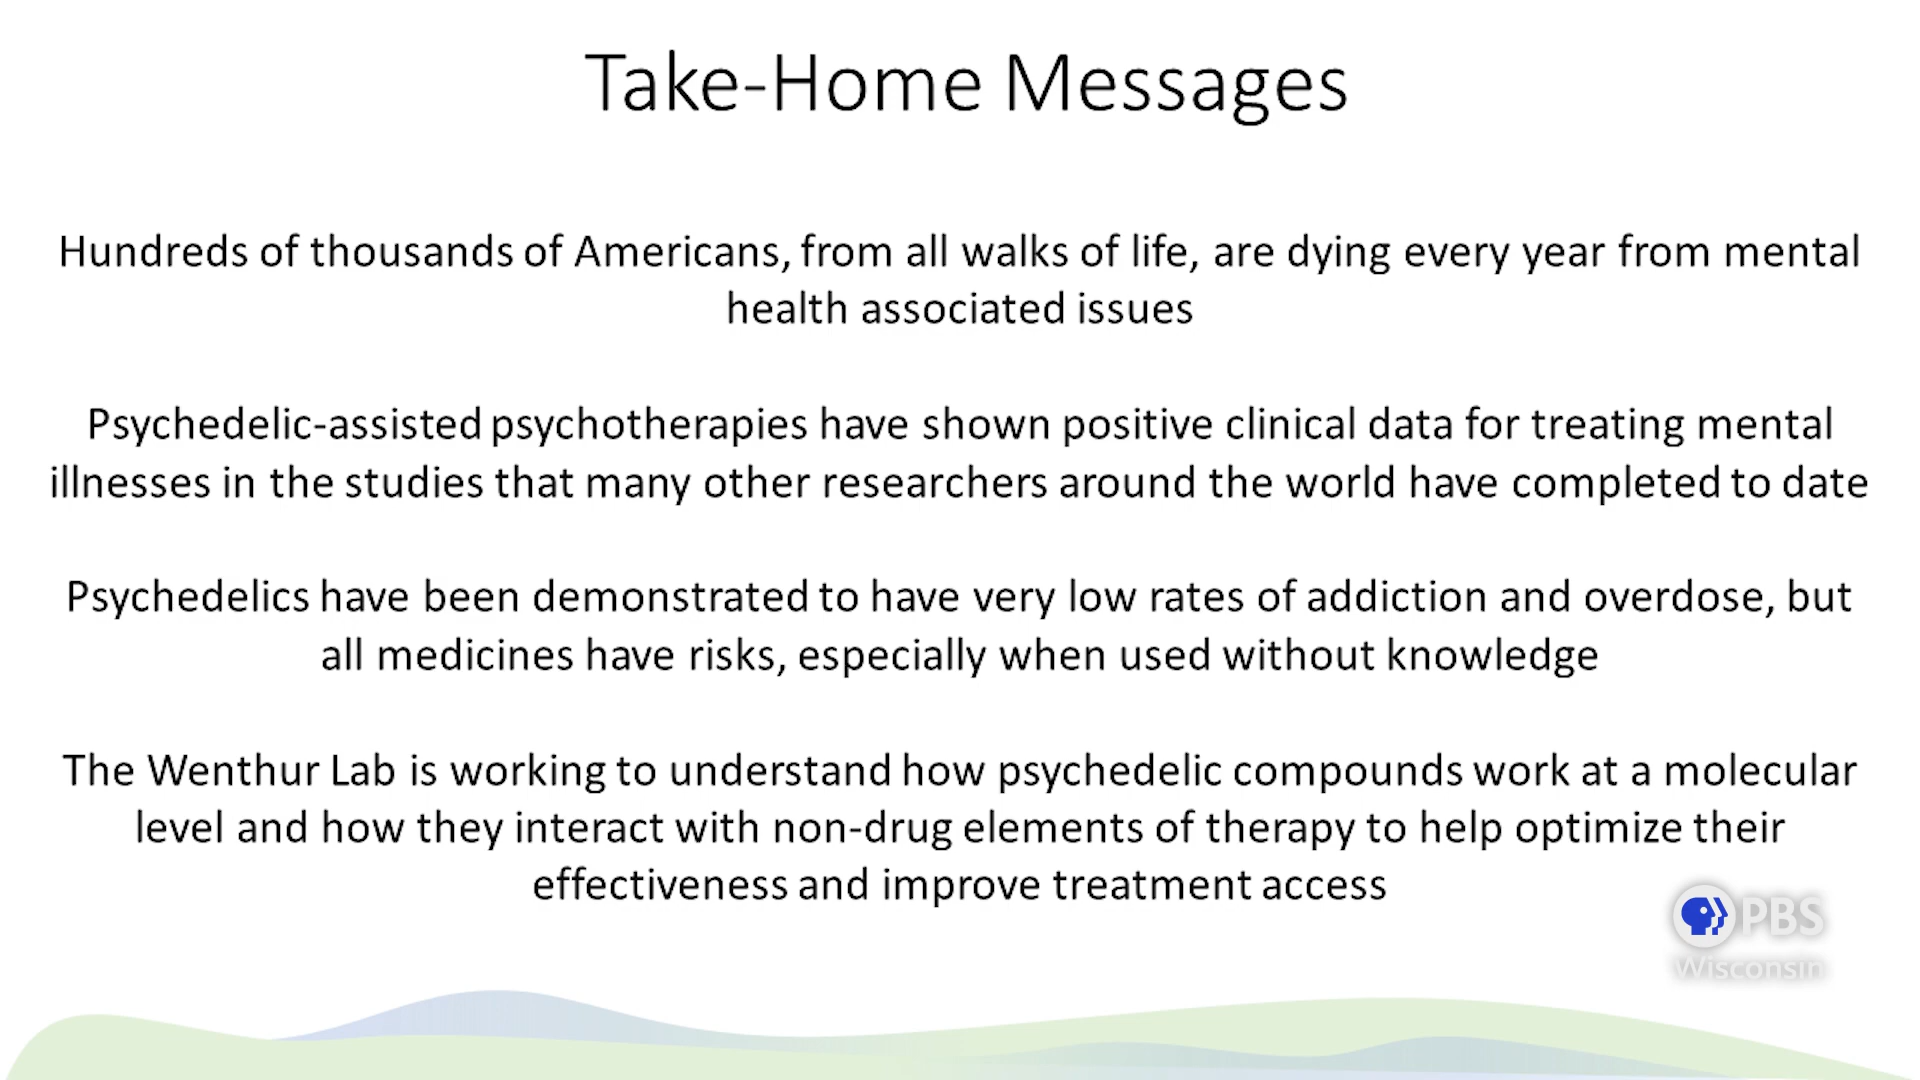 Take-Home Messages
Hundreds of thousands of Americans, from all walks of life, are dying every year from mental
health associated issues
Psychedelic-assisted psychotherapies have shown positive clinical data for treating mental
illnesses in the studies that many other researchers around the world have completed to date
Psychedelics have been demonstrated to have very low rates of addiction and overdose, but
all medicines have risks, especially when used without knowledge
The Wenthur Lab is working to understand how psychedelic compounds work at a molecular
level and how they interact with non-drug elements of therapy to help optimize their
effectiveness and improve treatment access
PBS
Wisconsin